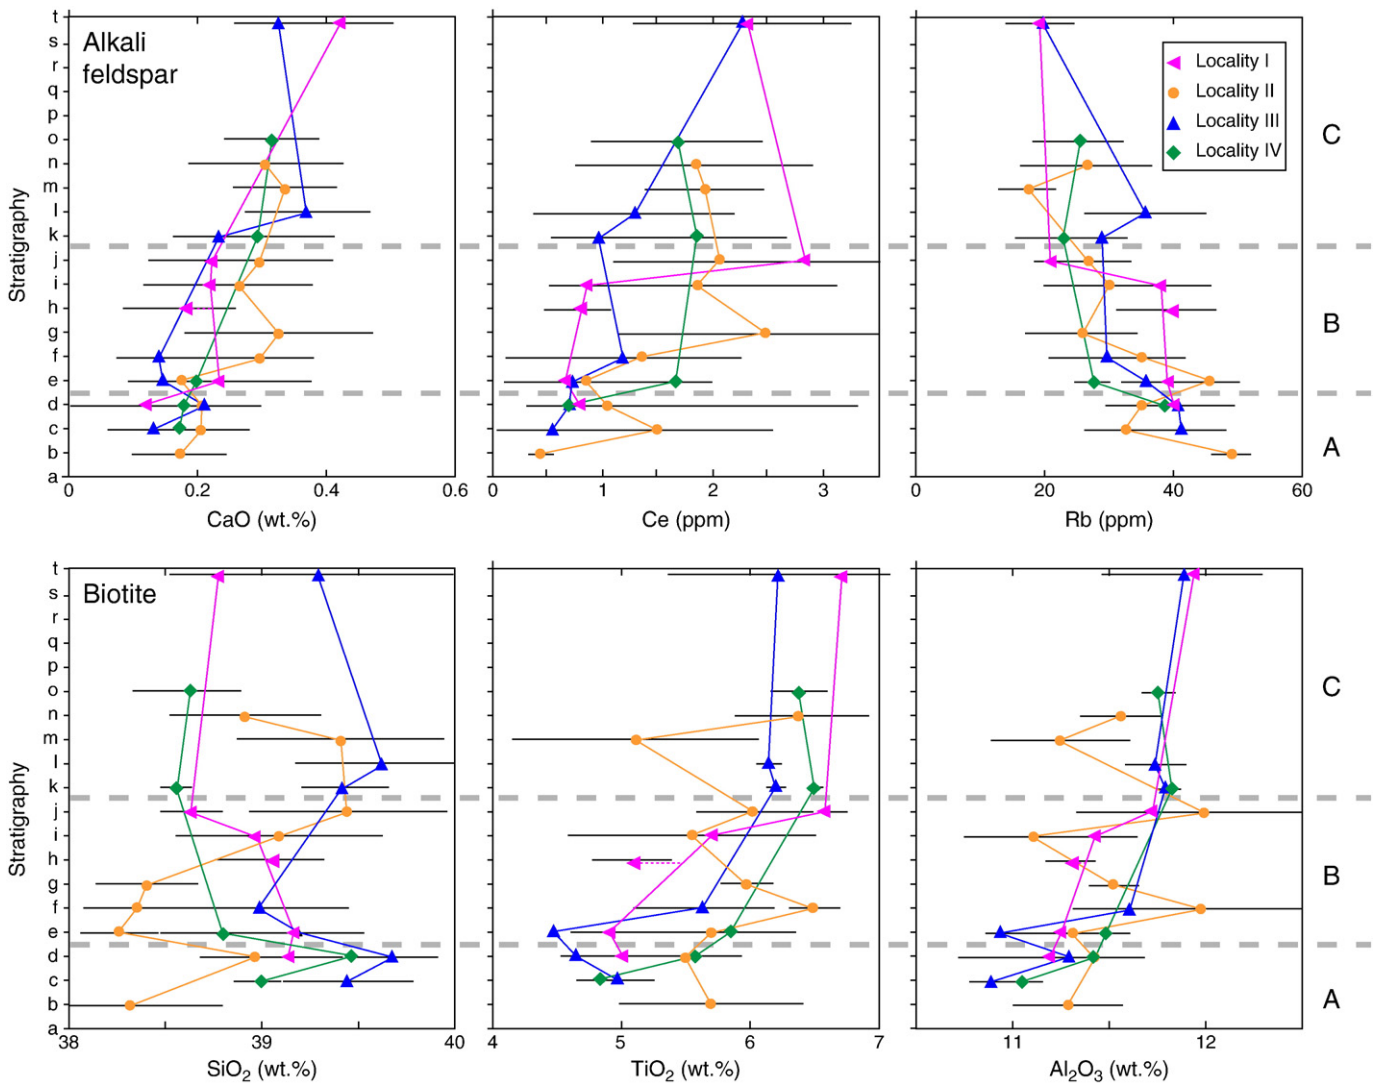 Alkali
feldspar
Stratigraphy
t
s
r
q
p
o
n
m
l
k
j
i
h
g
f
e
d
c
b
a
0
0.2
0.4
0.6
CaO (wt.%)
0
1
2
3
Ce (ppm)
Locality I
Locality II
Locality III
Locality IV
0
20
40
60
Rb (ppm)
C
B
A
Biotite
Stratigraphy
t
s
r
q
p
o
n
m
l
k
j
i
h
g
f
e
d
c
b
a
38
39
40
SiO₂ (wt.%)
4
5
6
7
TiO₂ (wt.%)
11
12
Al₂O₃ (wt.%)
C
B
A